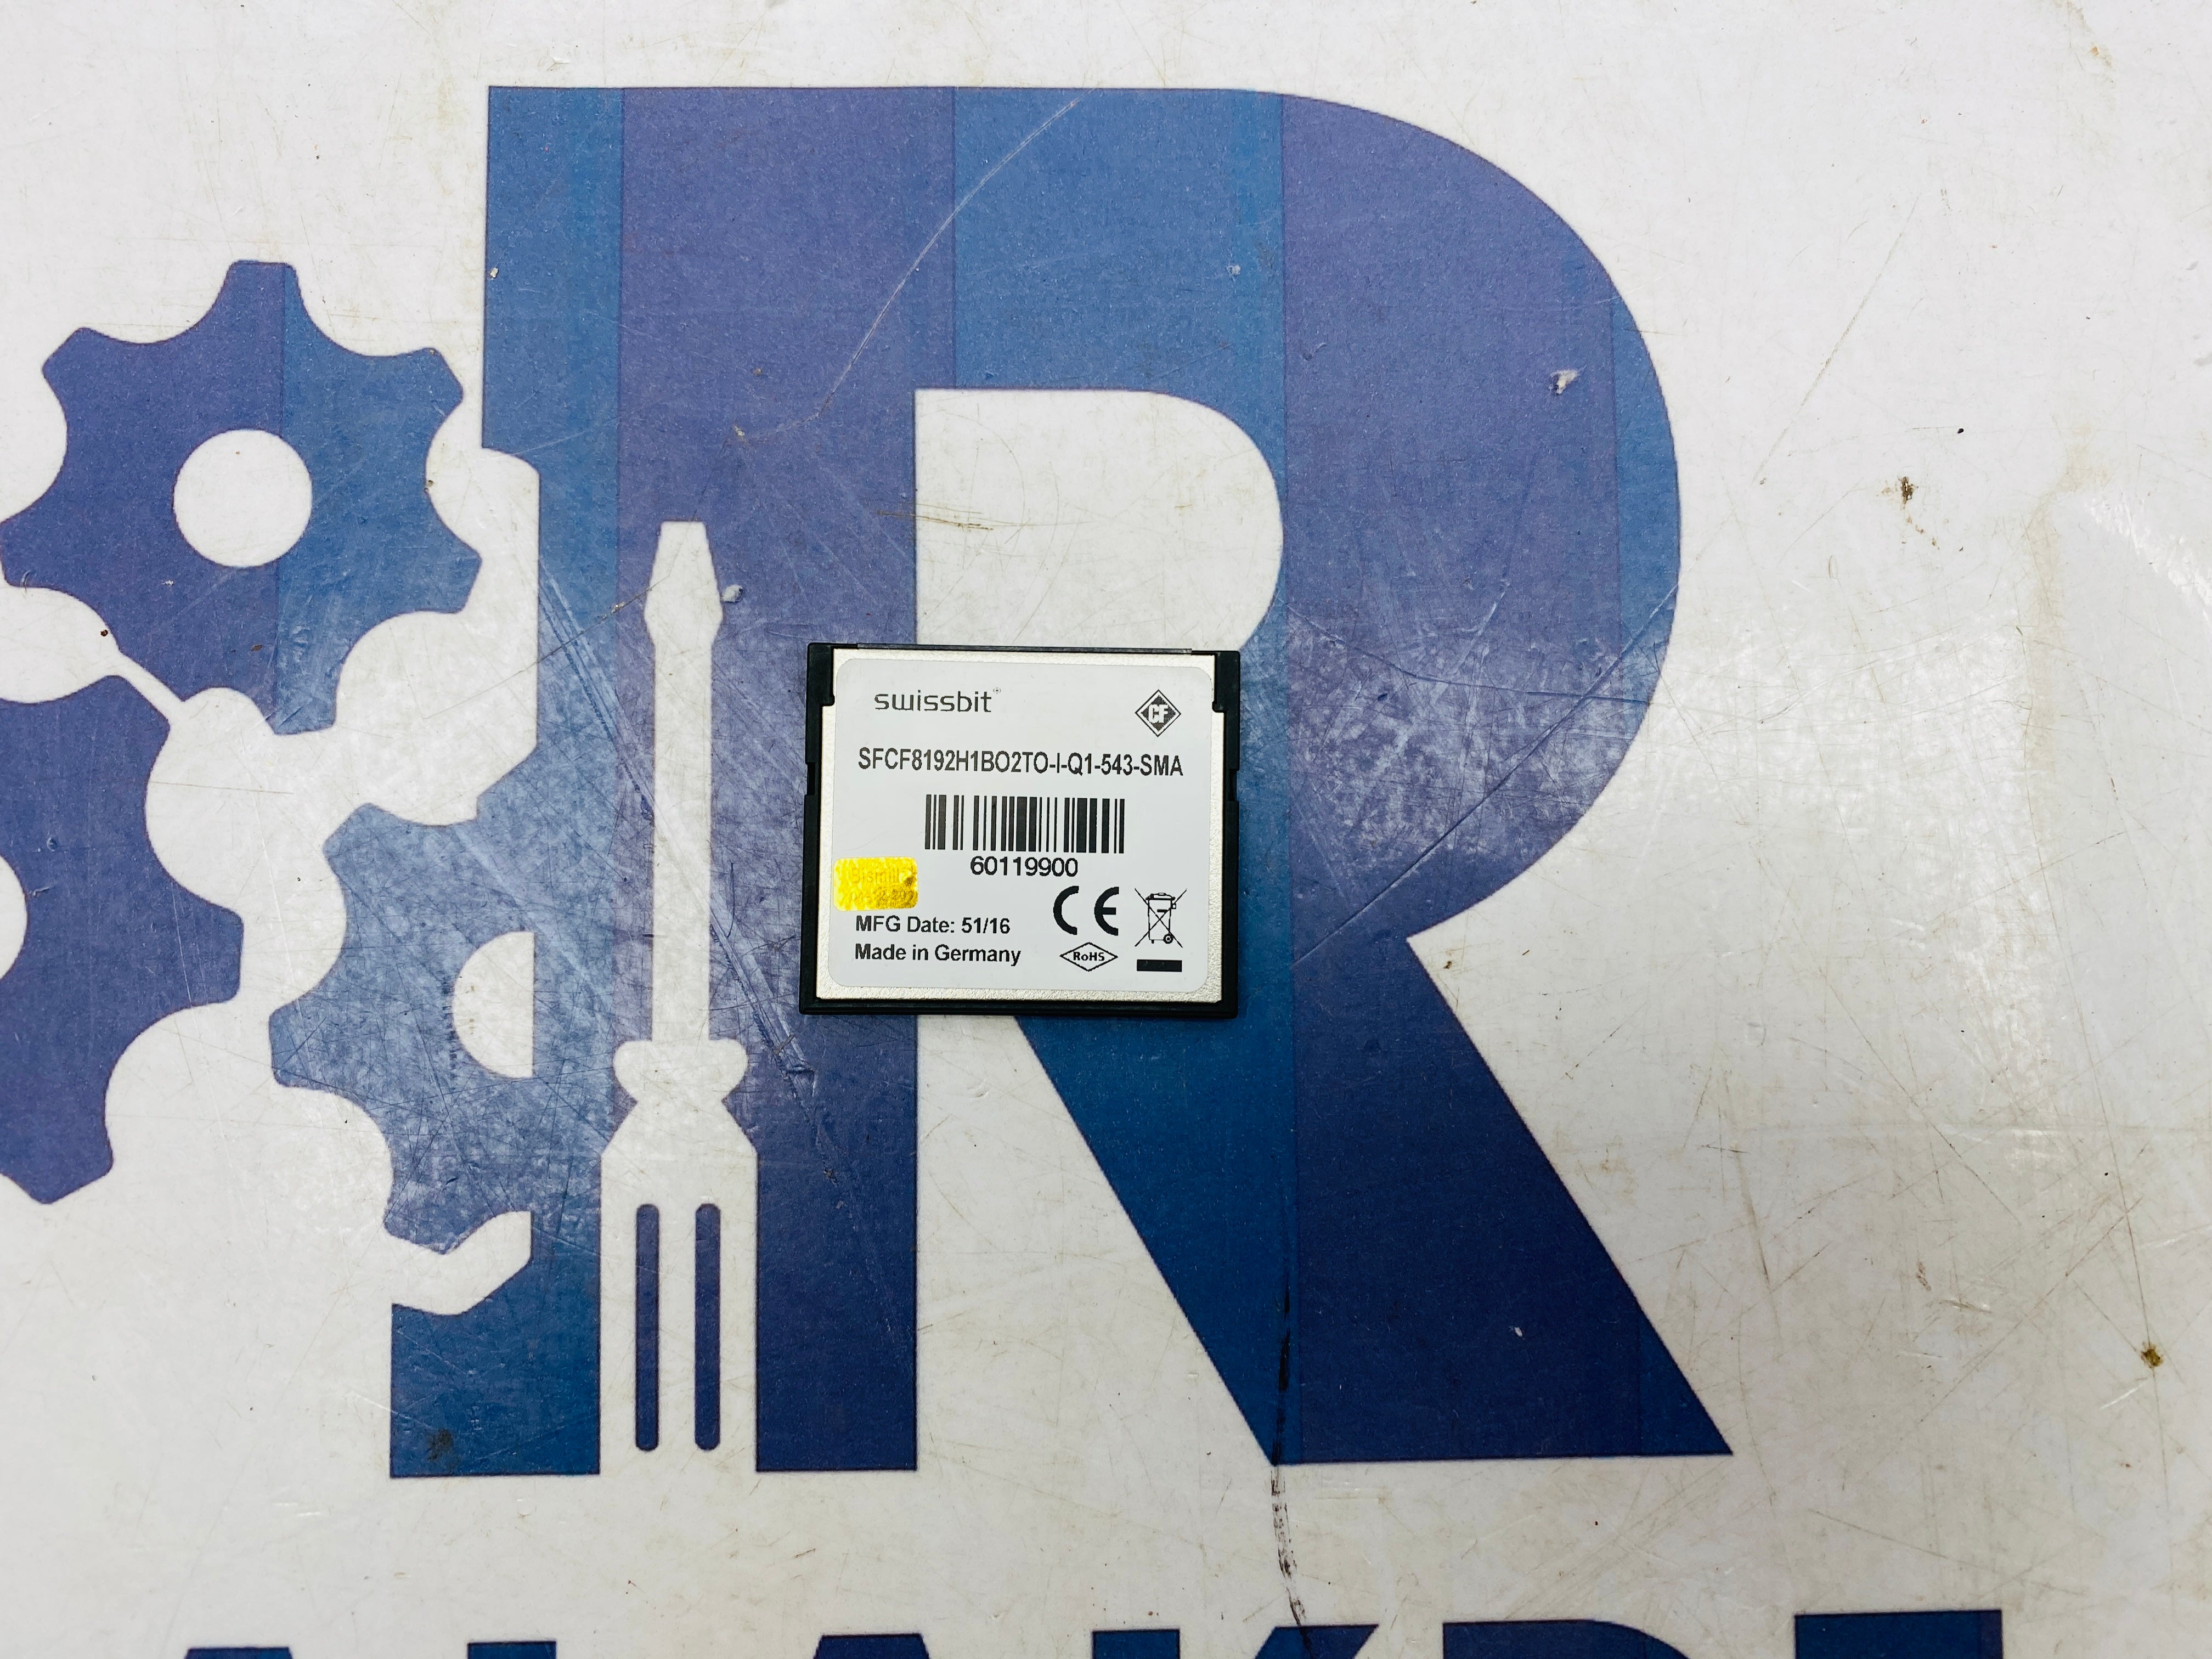 R
swissbit®
CF
SFCF8192H1BO2TO-I-Q1-543-SMA
60119900
MFG Date: 51/16
Made in Germany
CE
RoHS